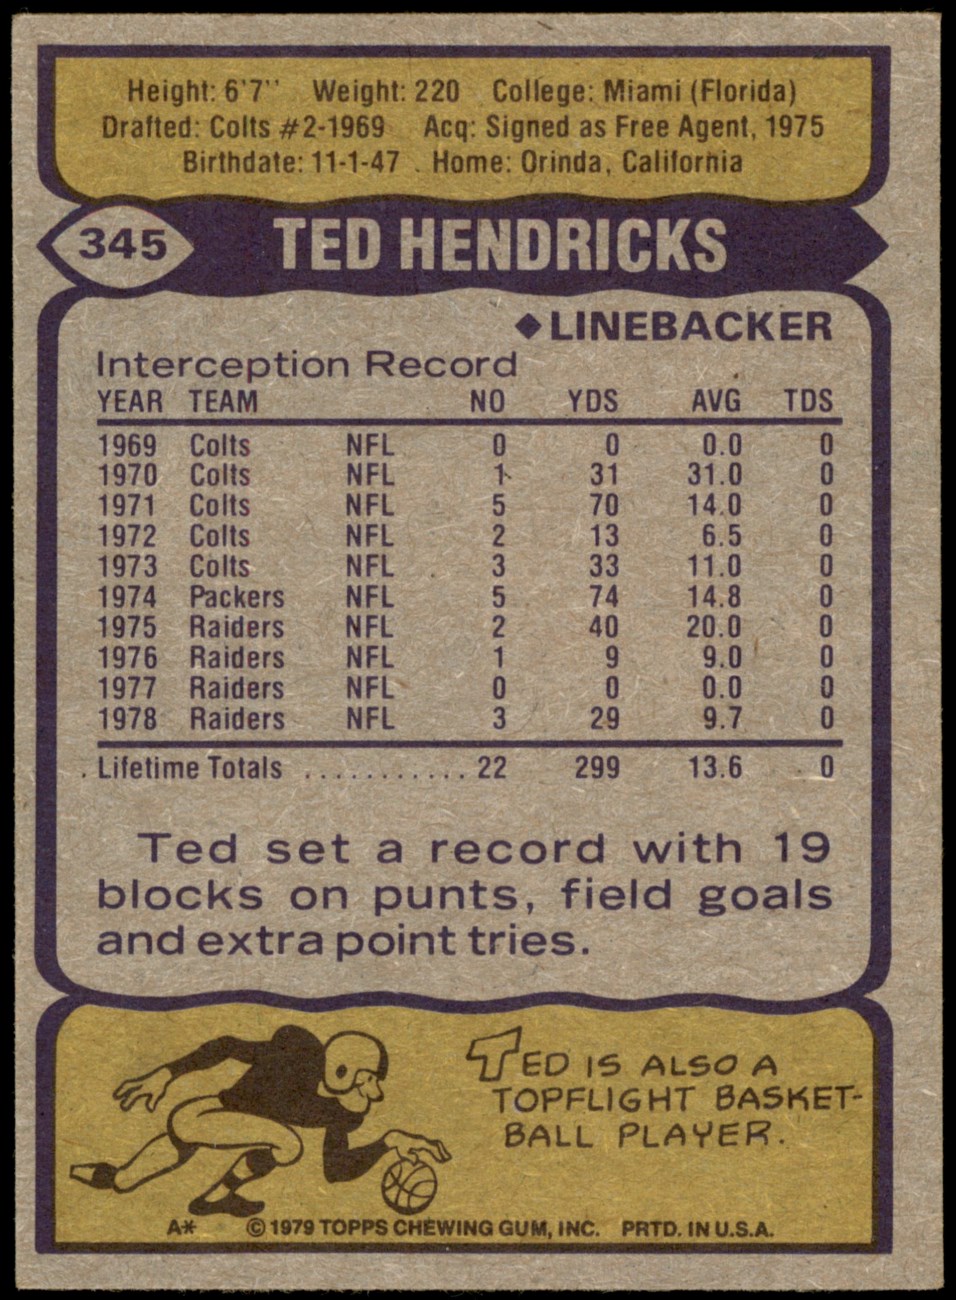 Height: 6'7'' Weight: 220 College: Miami (Florida)
Drafted: Colts #2-1969 Acq: Signed as Free Agent, 1975
Birthdate: 11-1-47 Home: Orinda, California
345 TED HENDRICKS
◆LINEBACKER
Interception Record
YEAR TEAM NO YDS AVG TDS
1969 Colts NFL 0 0 0.0 0
1970 Colts NFL 1 31 31.0 0
1971 Colts NFL 5 70 14.0 0
1972 Colts NFL 2 13 6.5 0
1973 Colts NFL 3 33 11.0 0
1974 Packers NFL 5 74 14.8 0
1975 Raiders NFL 2 40 20.0 0
1976 Raiders NFL 1 9 9.0 0
1977 Raiders NFL 0 0 0.0 0
1978 Raiders NFL 3 29 9.7 0
Lifetime Totals ........... 22 299 13.6 0
Ted set a record with 19
blocks on punts, field goals
and extra point tries.
TED IS ALSO A
TOPFLIGHT BASKET-
BALL PLAYER.
A* © 1979 TOPPS CHEWING GUM, INC. PRTD. IN U.S.A.